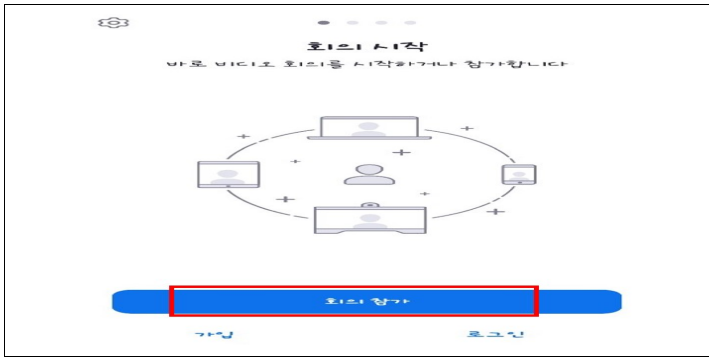 회의 시작
바로 비디오 회의를 시작하거나 참가합니다
회의 참가
가입
로그인